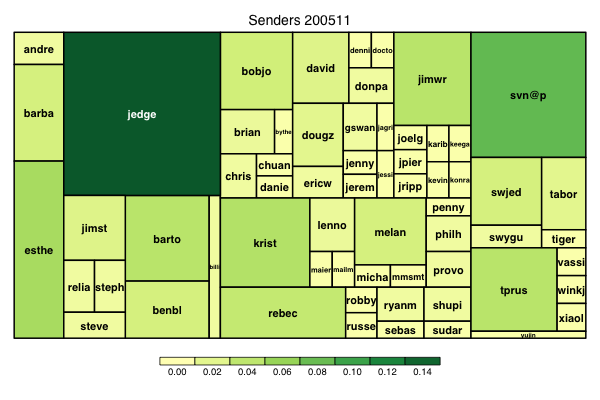 Senders 200511
andre
barba
esthe
jedge
jimst
relia
steph
steve
barto
benbl
billi
bobjo
brian
bythe
chris
chuan
danie
david
dougz
ericw
denni
docto
donpa
gswan
jagri
jenny
jerem
jessi
jimwr
joelg
jpier
jripp
karib
keega
kevin
konra
krist
rebec
lenno
maier
mailm
melan
micha
mmsmt
penny
philh
provo
robby
russe
ryanm
sebas
shupi
sudar
svn@p
swjed
swygu
tabor
tiger
tprus
vassi
winkj
xiaol
yujin
0.00 0.02 0.04 0.06 0.08 0.10 0.12 0.14